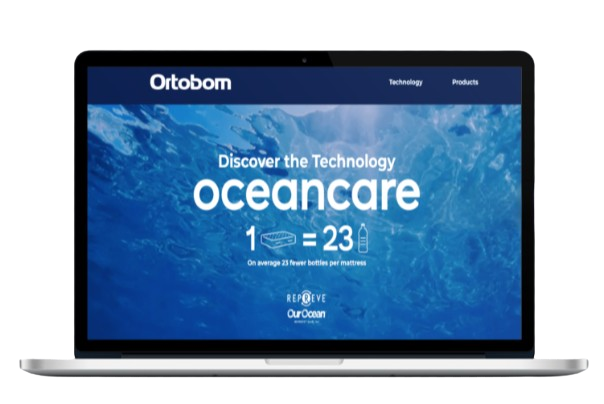 Ortobom
Technology Products
Discover the Technology
oceancare
1 = 23
On average 23 fewer bottles per mattress
REPREVE
OurOcean